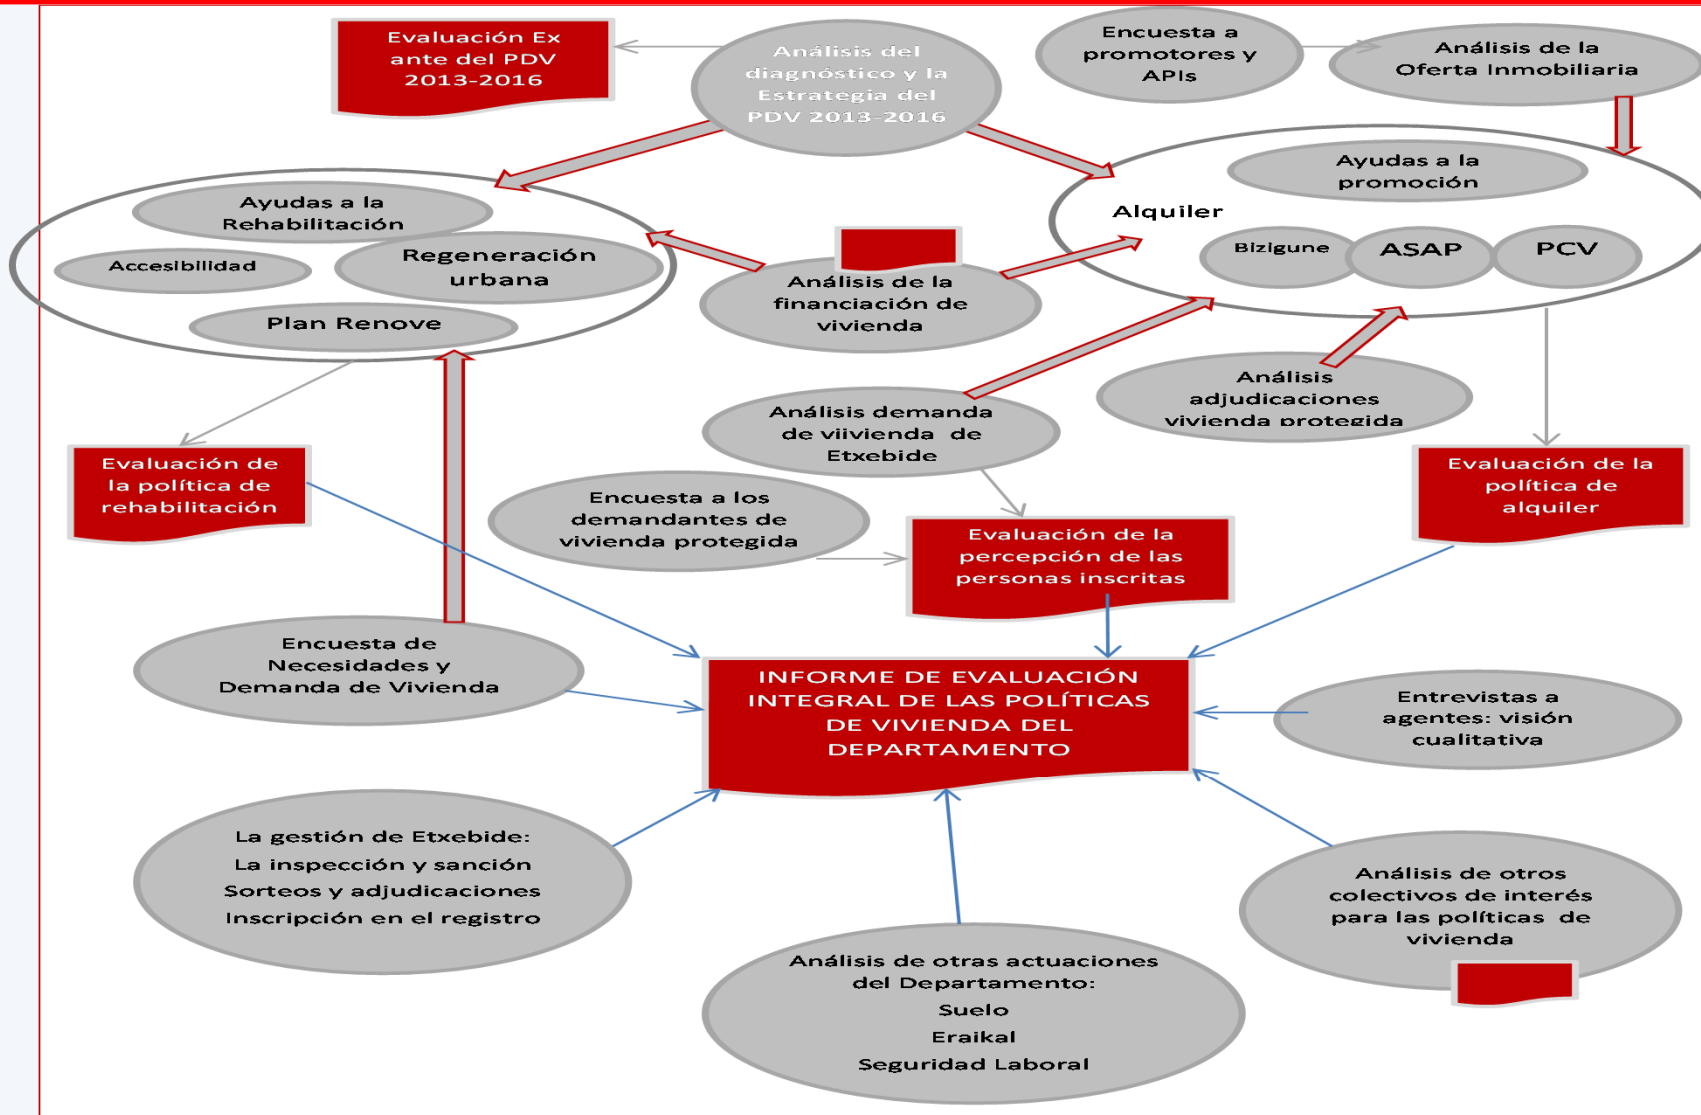 Evaluación Ex
ante del PDV
2013-2016
Análisis del
diagnóstico y la
Estrategia del
PDV 2013-2016
Encuesta a
promotores y
APIs
Análisis de la
Oferta Inmobiliaria
Ayudas a la
Rehabilitación
Accesibilidad
Regeneración
urbana
Plan Renove
Ayudas a la
promoción
Alquiler
Bizigune
ASAP
PCV
Análisis de la
financiación de
vivienda
Análisis
adjudicaciones
vivienda protegida
Análisis demanda
de viivienda de
Etxebide
Evaluación de
la política de
rehabilitación
Encuesta a los
demandantes de
vivienda protegida
Evaluación de la
percepción de las
personas inscritas
Evaluación de la
política de
alquiler
Encuesta de
Necesidades y
Demanda de Vivienda
INFORME DE EVALUACIÓN
INTEGRAL DE LAS POLÍTICAS
DE VIVIENDA DEL
DEPARTAMENTO
Entrevistas a
agentes: visión
cualitativa
La gestión de Etxebide:
La inspección y sanción
Sorteos y adjudicaciones
Inscripción en el registro
Análisis de otras actuaciones
del Departamento:
Suelo
Eraikal
Seguridad Laboral
Análisis de otros
colectivos de interés
para las políticas de
vivienda